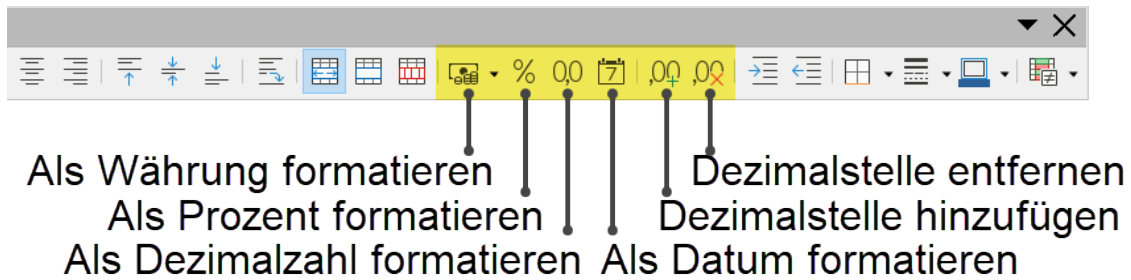 % 0,0 7 ,00 ,00
Als Währung formatieren Dezimalstelle entfernen
Als Prozent formatieren Dezimalstelle hinzufügen
Als Dezimalzahl formatieren Als Datum formatieren